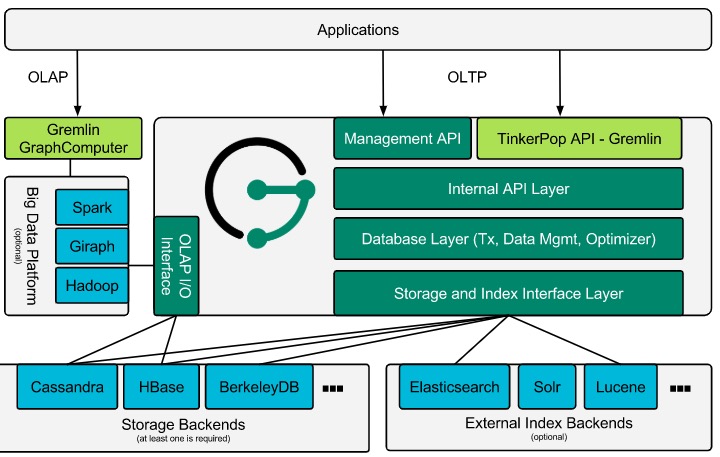 Applications
OLAP
OLTP
Gremlin
GraphComputer
Management API
TinkerPop API - Gremlin
Big Data Platform
(optional)
Spark
Giraph
Hadoop
OLAP I/O
Interface
Internal API Layer
Database Layer (Tx, Data Mgmt, Optimizer)
Storage and Index Interface Layer
Cassandra
HBase
BerkeleyDB
Storage Backends
(at least one is required)
Elasticsearch
Solr
Lucene
External Index Backends
(optional)